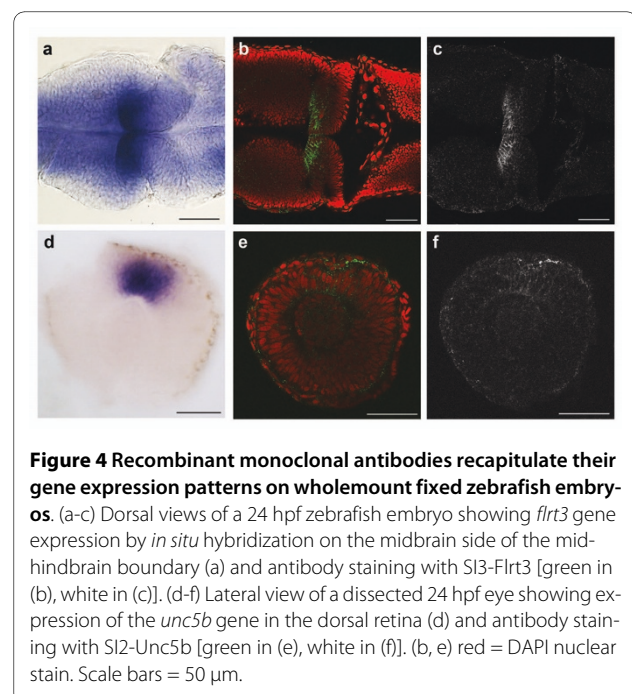 a b c
d e f
Figure 4 Recombinant monoclonal antibodies recapitulate their
gene expression patterns on wholemount fixed zebrafish embry-
os. (a-c) Dorsal views of a 24 hpf zebrafish embryo showing flrt3 gene
expression by in situ hybridization on the midbrain side of the mid-
hindbrain boundary (a) and antibody staining with SI3-Flrt3 [green in
(b), white in (c)]. (d-f) Lateral view of a dissected 24 hpf eye showing ex-
pression of the unc5b gene in the dorsal retina (d) and antibody stain-
ing with SI2-Unc5b [green in (e), white in (f)]. (b, e) red = DAPI nuclear
stain. Scale bars = 50 μm.